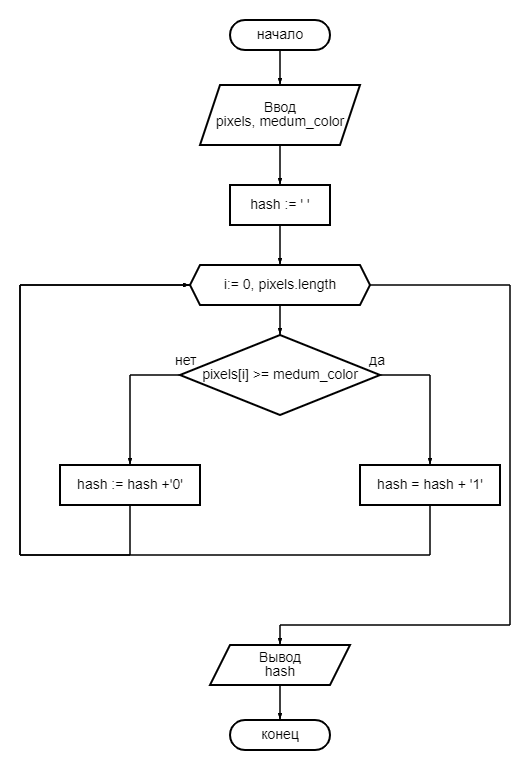 начало
Ввод
pixels, medum_color
hash := ' '
i:= 0, pixels.length
нет
да
pixels[i] >= medum_color
hash := hash +'0'
hash = hash + '1'
Вывод
hash
конец